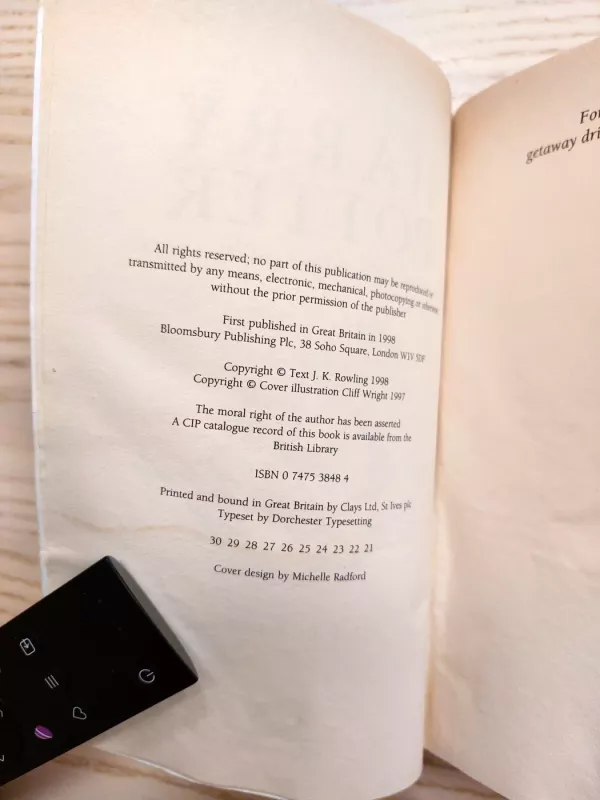 HARRY
POTTER
All rights reserved; no part of this publication may be reproduced or
transmitted by any means, electronic, mechanical, photocopying or otherwise,
without the prior permission of the publisher
First published in Great Britain in 1998
Bloomsbury Publishing Plc, 38 Soho Square, London W1V 5DF
Copyright © Text J. K. Rowling 1998
Copyright © Cover illustration Cliff Wright 1997
The moral right of the author has been asserted
A CIP catalogue record of this book is available from the
British Library
ISBN 0 7475 3848 4
Printed and bound in Great Britain by Clays Ltd, St Ives plc
Typeset by Dorchester Typesetting
30 29 28 27 26 25 24 23 22 21
Cover design by Michelle Radford
getaway